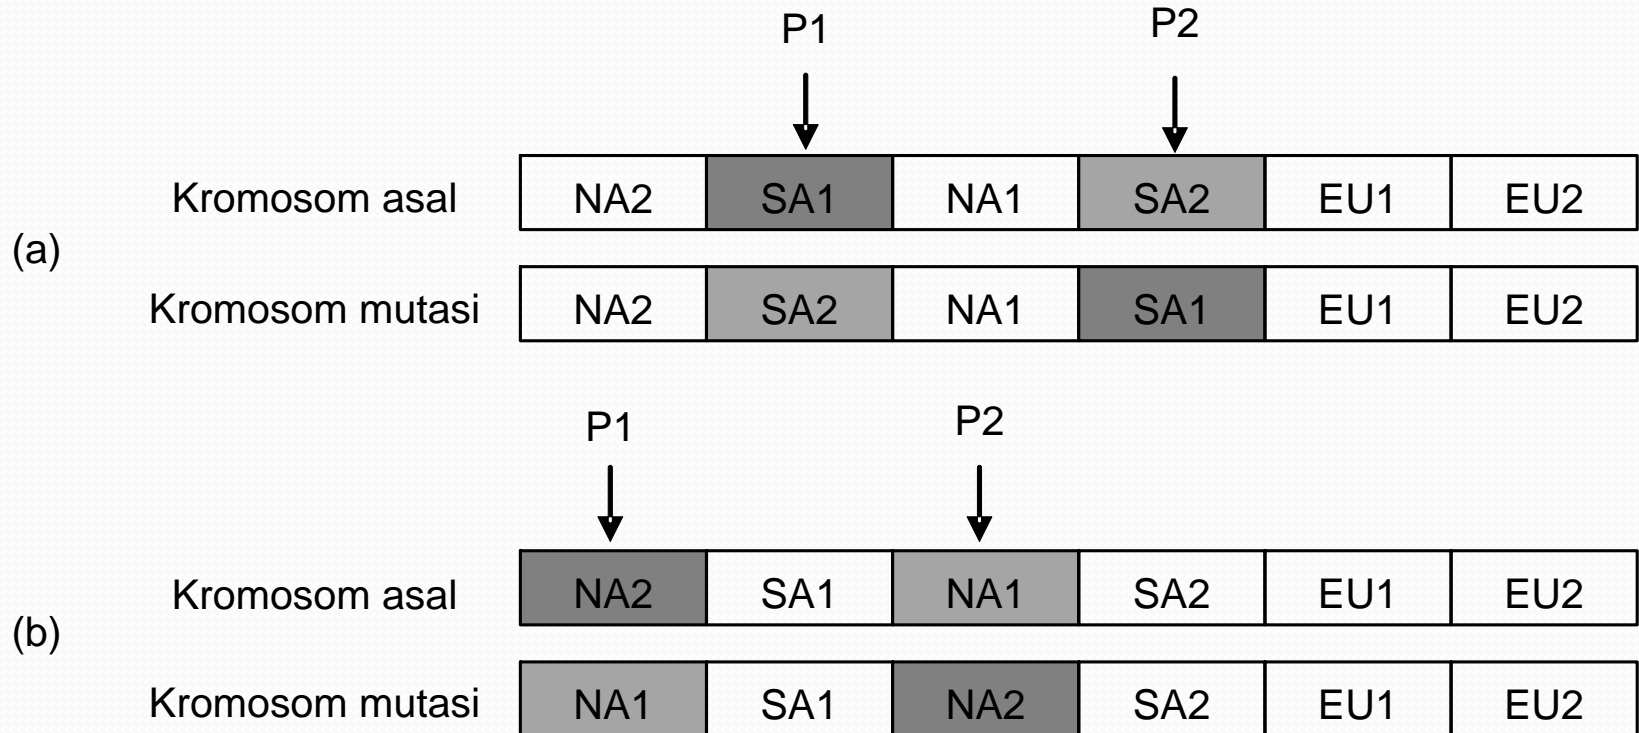 P1 P2
Kromosom asal NA2 SA1 NA1 SA2 EU1 EU2
(a)
Kromosom mutasi NA2 SA2 NA1 SA1 EU1 EU2
P1 P2
Kromosom asal NA2 SA1 NA1 SA2 EU1 EU2
(b)
Kromosom mutasi NA1 SA1 NA2 SA2 EU1 EU2